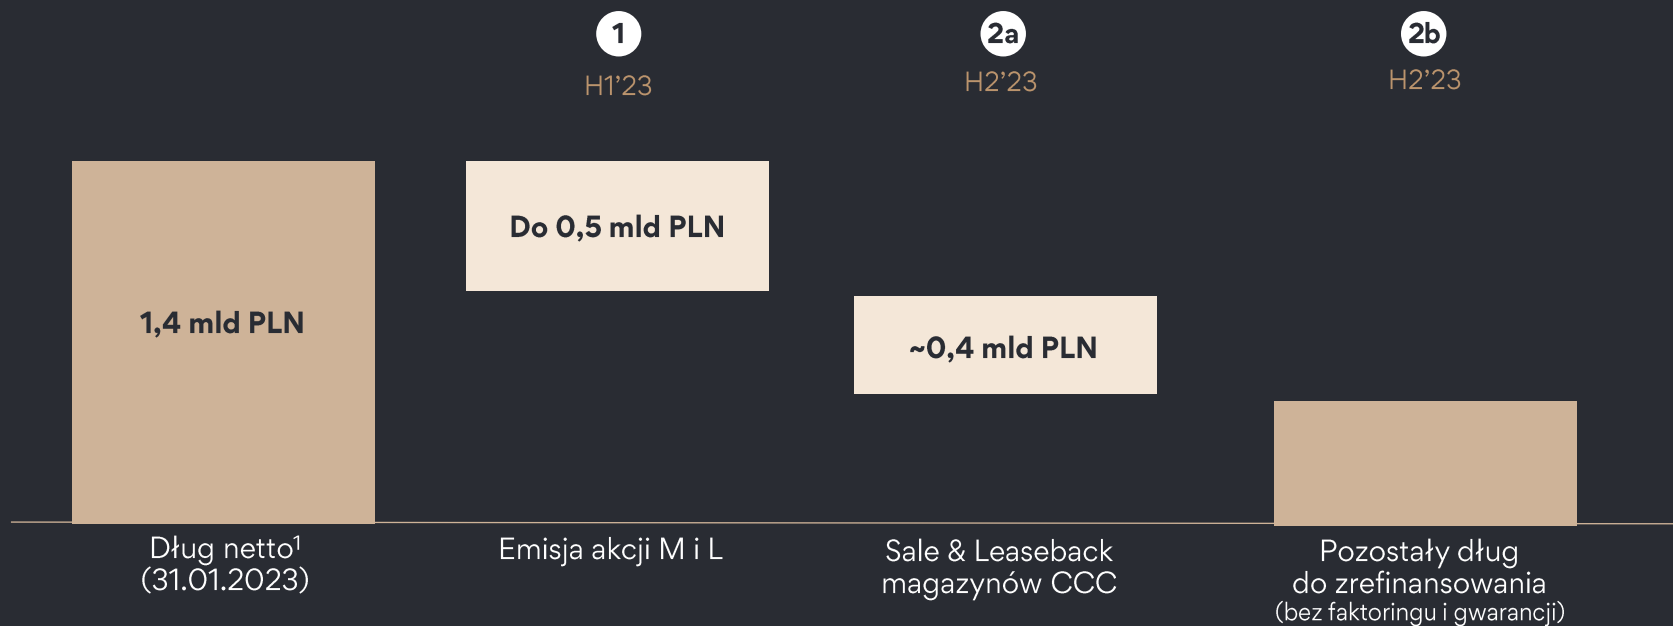 1
H1’23
2a
H2’23
2b
H2’23
Do 0,5 mld PLN
1,4 mld PLN
~0,4 mld PLN
Dług netto¹
(31.01.2023)
Emisja akcji M i L
Sale & Leaseback
magazynów CCC
Pozostały dług
do zrefinansowania
(bez faktoringu i gwarancji)